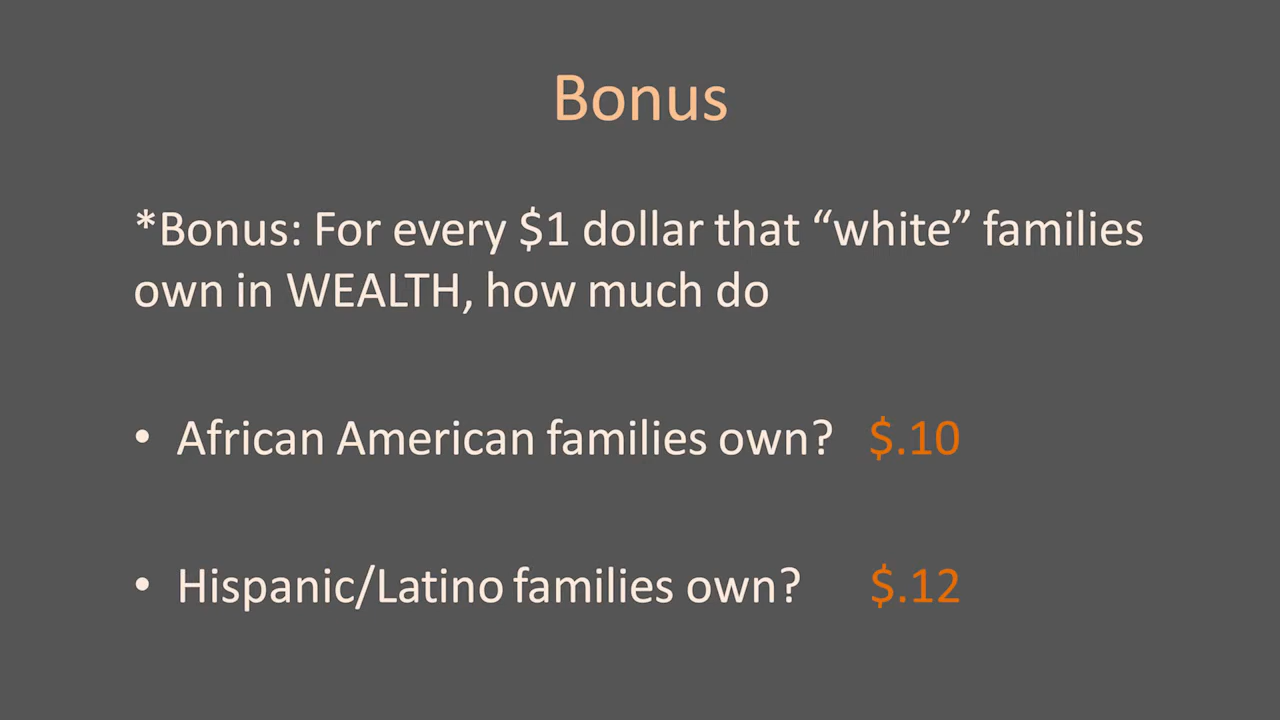 Bonus
*Bonus: For every $1 dollar that “white” families
own in WEALTH, how much do
• African American families own? $.10
• Hispanic/Latino families own? $.12